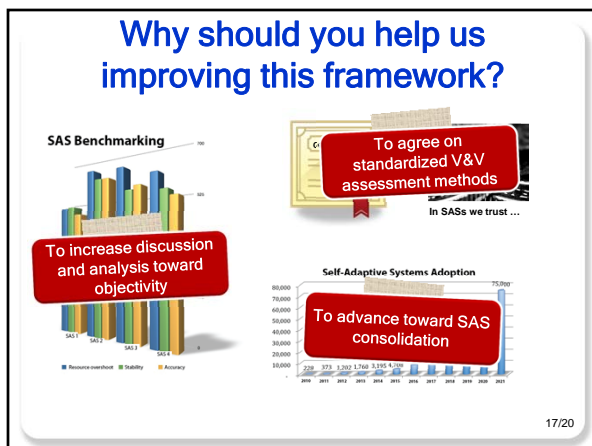 Why should you help us
improving this framework?
SAS Benchmarking
700
525
To increase discussion
and analysis toward
objectivity
SAS 1
SAS 2
SAS 3
SAS 4
0
Resource overshoot Stability Accuracy
To agree on
standardized V&V
assessment methods
In SASs we trust ...
Self-Adaptive Systems Adoption
80,000
70,000
60,000
50,000
40,000
30,000
20,000
10,000
-
75,000
To advance toward SAS
consolidation
228 373 1,202 1,760 3,195 4,700
2010 2011 2012 2013 2014 2015 2016 2017 2018 2019 2020 2021
17/20